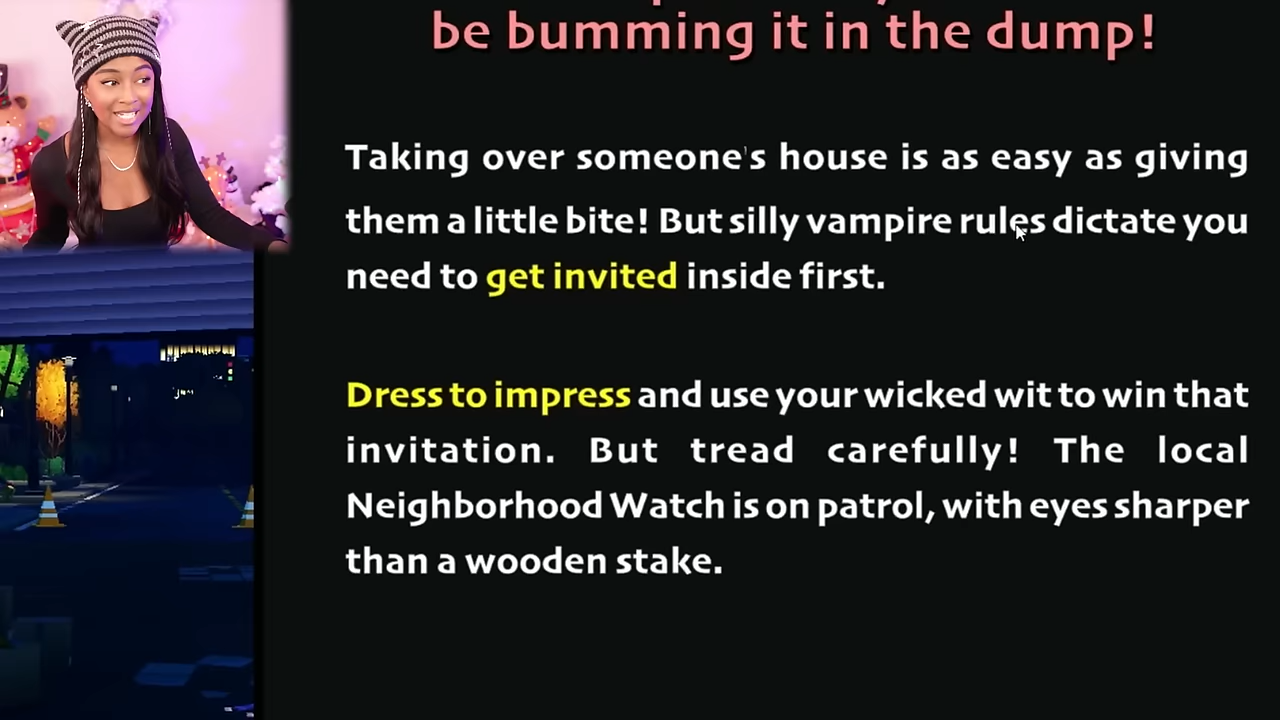 be bumming it in the dump!
Taking over someone's house is as easy as giving
them a little bite! But silly vampire rules dictate you
need to get invited inside first.
Dress to impress and use your wicked wit to win that
invitation. But tread carefully! The local
Neighborhood Watch is on patrol, with eyes sharper
than a wooden stake.